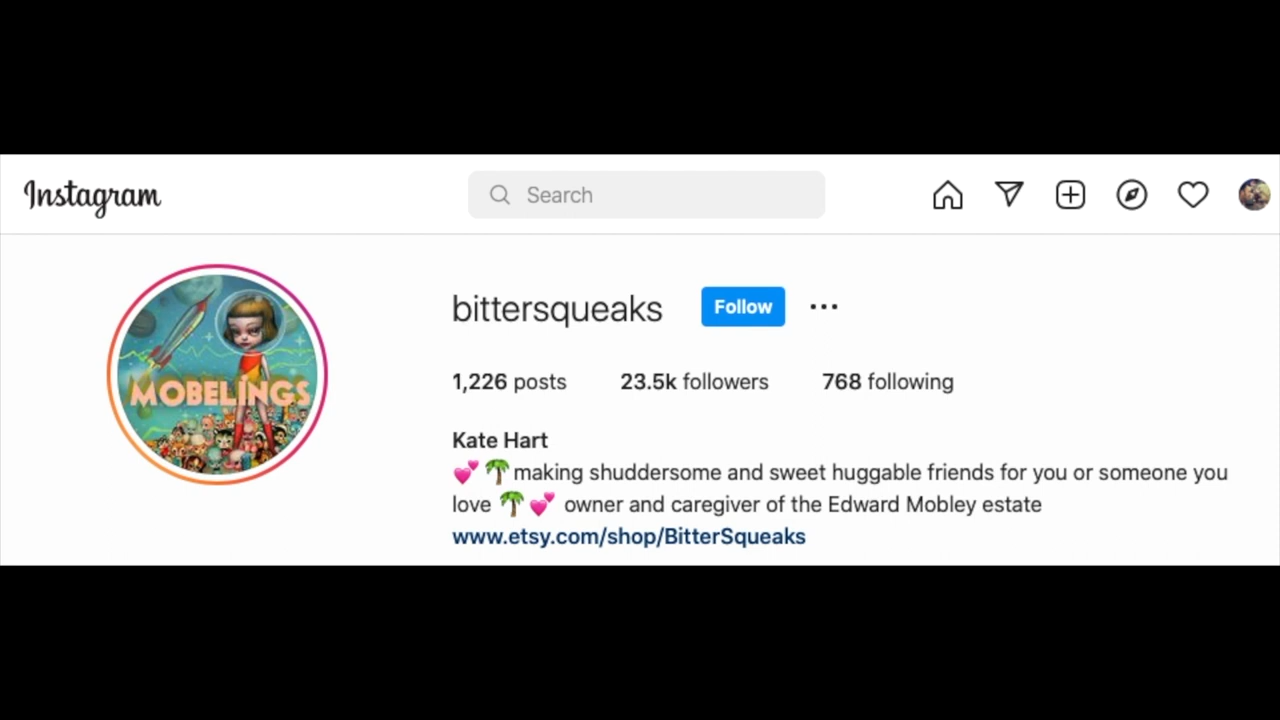 Instagram
Search
bittersqueaks
Follow
1,226 posts 23.5k followers 768 following
MOBELINGS
Kate Hart
💕🌴making shuddersome and sweet huggable friends for you or someone you
love 🌴💕 owner and caregiver of the Edward Mobley estate
www.etsy.com/shop/BitterSqueaks